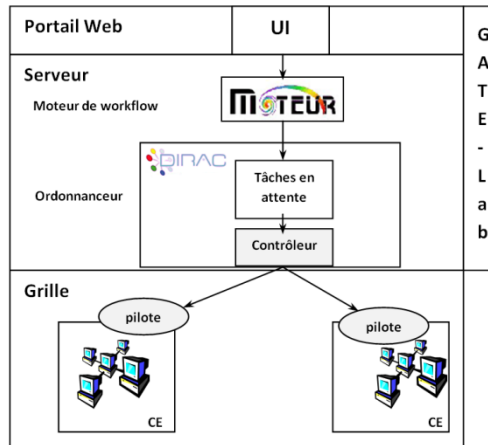 Portail Web
UI
Serveur
Moteur de workflow
MOTEUR
DIRAC
Ordonnanceur
Tâches en
attente
Contrôleur
Grille
pilote
pilote
CE
CE
G
A
T
E
-
L
a
b